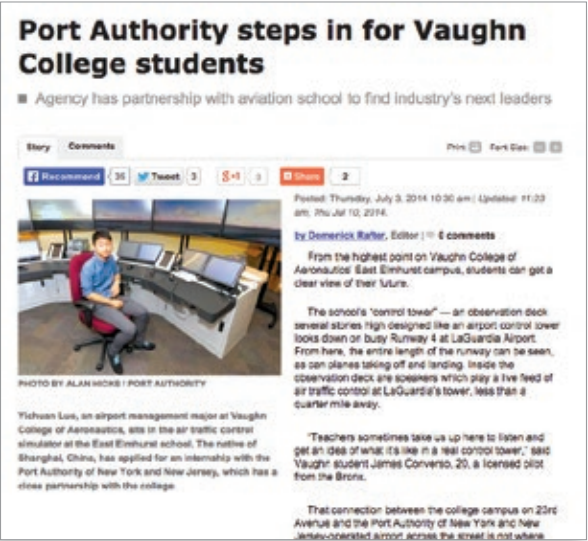 Port Authority steps in for Vaughn
College students
Agency has partnership with aviation school to find industry's next leaders
Story
Comments
Print
Font Size:
Recommend
36
Tweet
3
+1
Share
2
Posted: Thursday, July 3, 2014 10:30 am | Updated: 11:23
am, Thu Jul 10, 2014.
by Domenick Rafter, Editor | 0 comments
From the highest point on Vaughn College of
Aeronautics' East Elmhurst campus, students can get a
clear view of their future.
The school's "control tower" — an observation deck
several stories high designed like an airport control tower
looks down on busy Runway 4 at LaGuardia Airport.
From here, the entire length of the runway can be seen,
as can planes taking off and landing. Inside the
observation deck are speakers which play a live feed of
air traffic control at LaGuardia's tower, less than a
quarter mile away.
"Teachers sometimes take us up here to listen and
get an idea of what it's like in a real control tower," said
Vaughn student James Converso, 20, a licensed pilot
from the Bronx.
That connection between the college campus on 23rd
Avenue and the Port Authority of New York and New
Jersey-operated airport across the street is not where
PHOTO BY ALAN HICKS / PORT AUTHORITY
Yichuan Luo, an airport management major at Vaughn
College of Aeronautics, sits in the air traffic control
simulator at the East Elmhurst school. The native of
Shanghai, China, has applied for an internship with the
Port Authority of New York and New Jersey, which has a
close partnership with the college